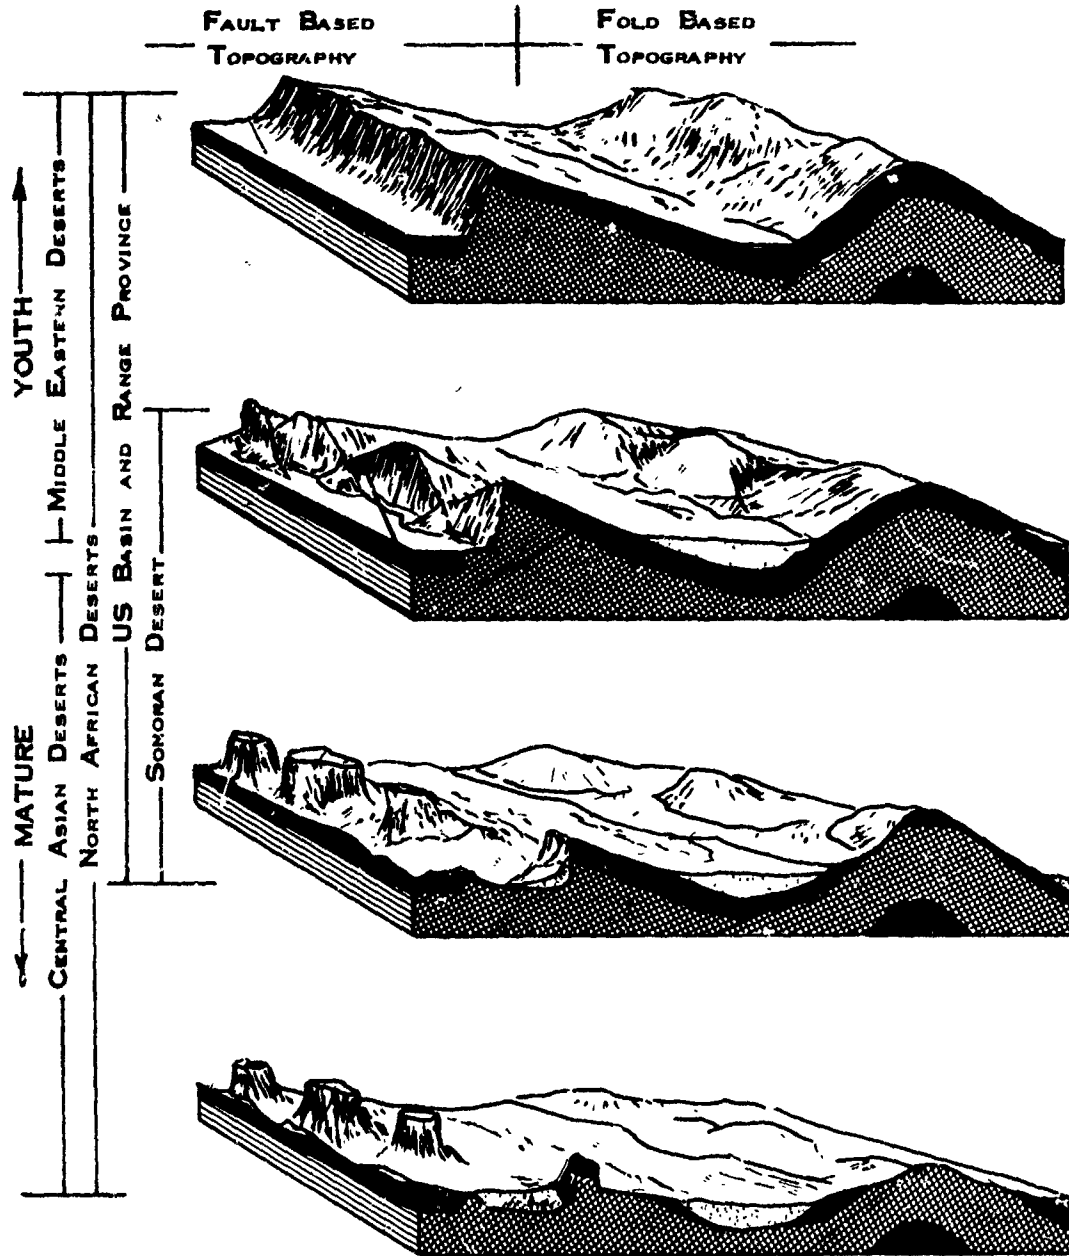 FAULT BASED
TOPOGRAPHY
FOLD BASED
TOPOGRAPHY
YOUTH
MATURE
MIDDLE EASTERN DESERTS
CENTRAL ASIAN DESERTS
NORTH AFRICAN DESERTS
US BASIN AND RANGE PROVINCE
SONORAN DESERT